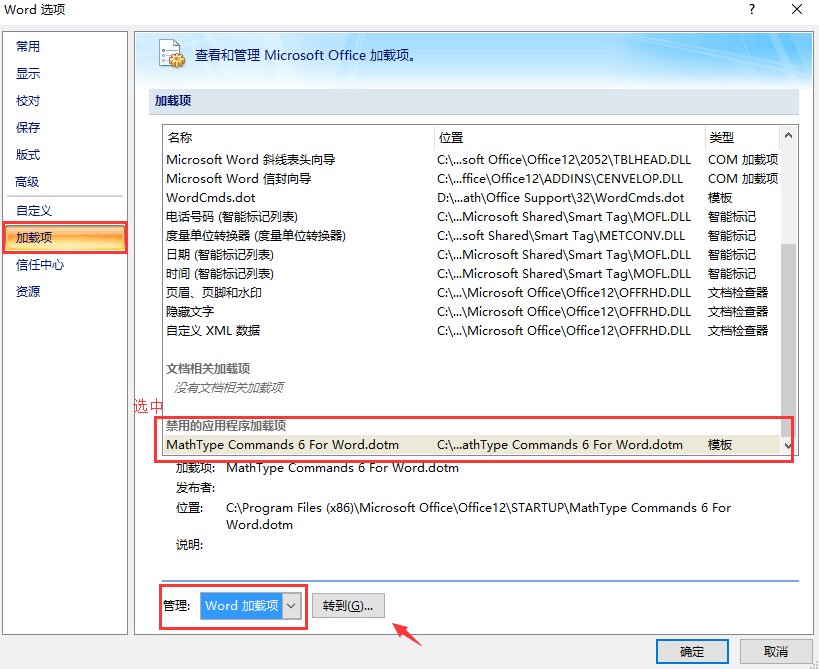 Word 选项
常用
显示
校对
保存
版式
高级
自定义
加载项
信任中心
资源
查看和管理 Microsoft Office 加载项。
加载项
名称 位置 类型
Microsoft Word 斜线表头向导 C:\...soft Office\Office12\2052\TBLHEAD.DLL COM 加载项
Microsoft Word 信封向导 C:\...ffice\Office12\ADDINS\CENVELOP.DLL COM 加载项
WordCmds.dot D:\...ath\Office Support\32\WordCmds.dot 模板
电话号码 (智能标记列表) C:\...Microsoft Shared\Smart Tag\MOFL.DLL 智能标记
度量单位转换器 (度量单位转换器) C:\...soft Shared\Smart Tag\METCONV.DLL 智能标记
日期 (智能标记列表) C:\...Microsoft Shared\Smart Tag\MOFL.DLL 智能标记
时间 (智能标记列表) C:\...Microsoft Shared\Smart Tag\MOFL.DLL 智能标记
页眉、页脚和水印 C:\...\Microsoft Office\Office12\OFFRHD.DLL 文档检查器
隐藏文字 C:\...\Microsoft Office\Office12\OFFRHD.DLL 文档检查器
自定义 XML 数据 C:\...\Microsoft Office\Office12\OFFRHD.DLL 文档检查器
文档相关加载项
没有文档相关加载项
选中
禁用的应用程序加载项
MathType Commands 6 For Word.dotm C:\...athType Commands 6 For Word.dotm 模板
加载项: MathType Commands 6 For Word.dotm
发布者:
位置: C:\Program Files (x86)\Microsoft Office\Office12\STARTUP\MathType Commands 6 For
Word.dotm
说明:
管理: Word 加载项 转到(G)...
确定 取消